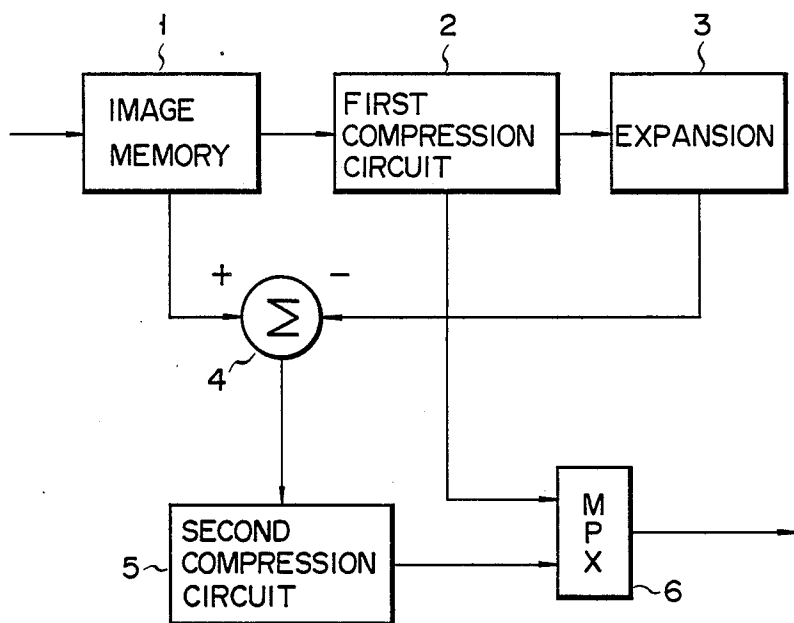 1
2
3
IMAGE
MEMORY
FIRST
COMPRESSION
CIRCUIT
EXPANSION
+
−
Σ
4
SECOND
COMPRESSION
CIRCUIT
5
M
P
X
6